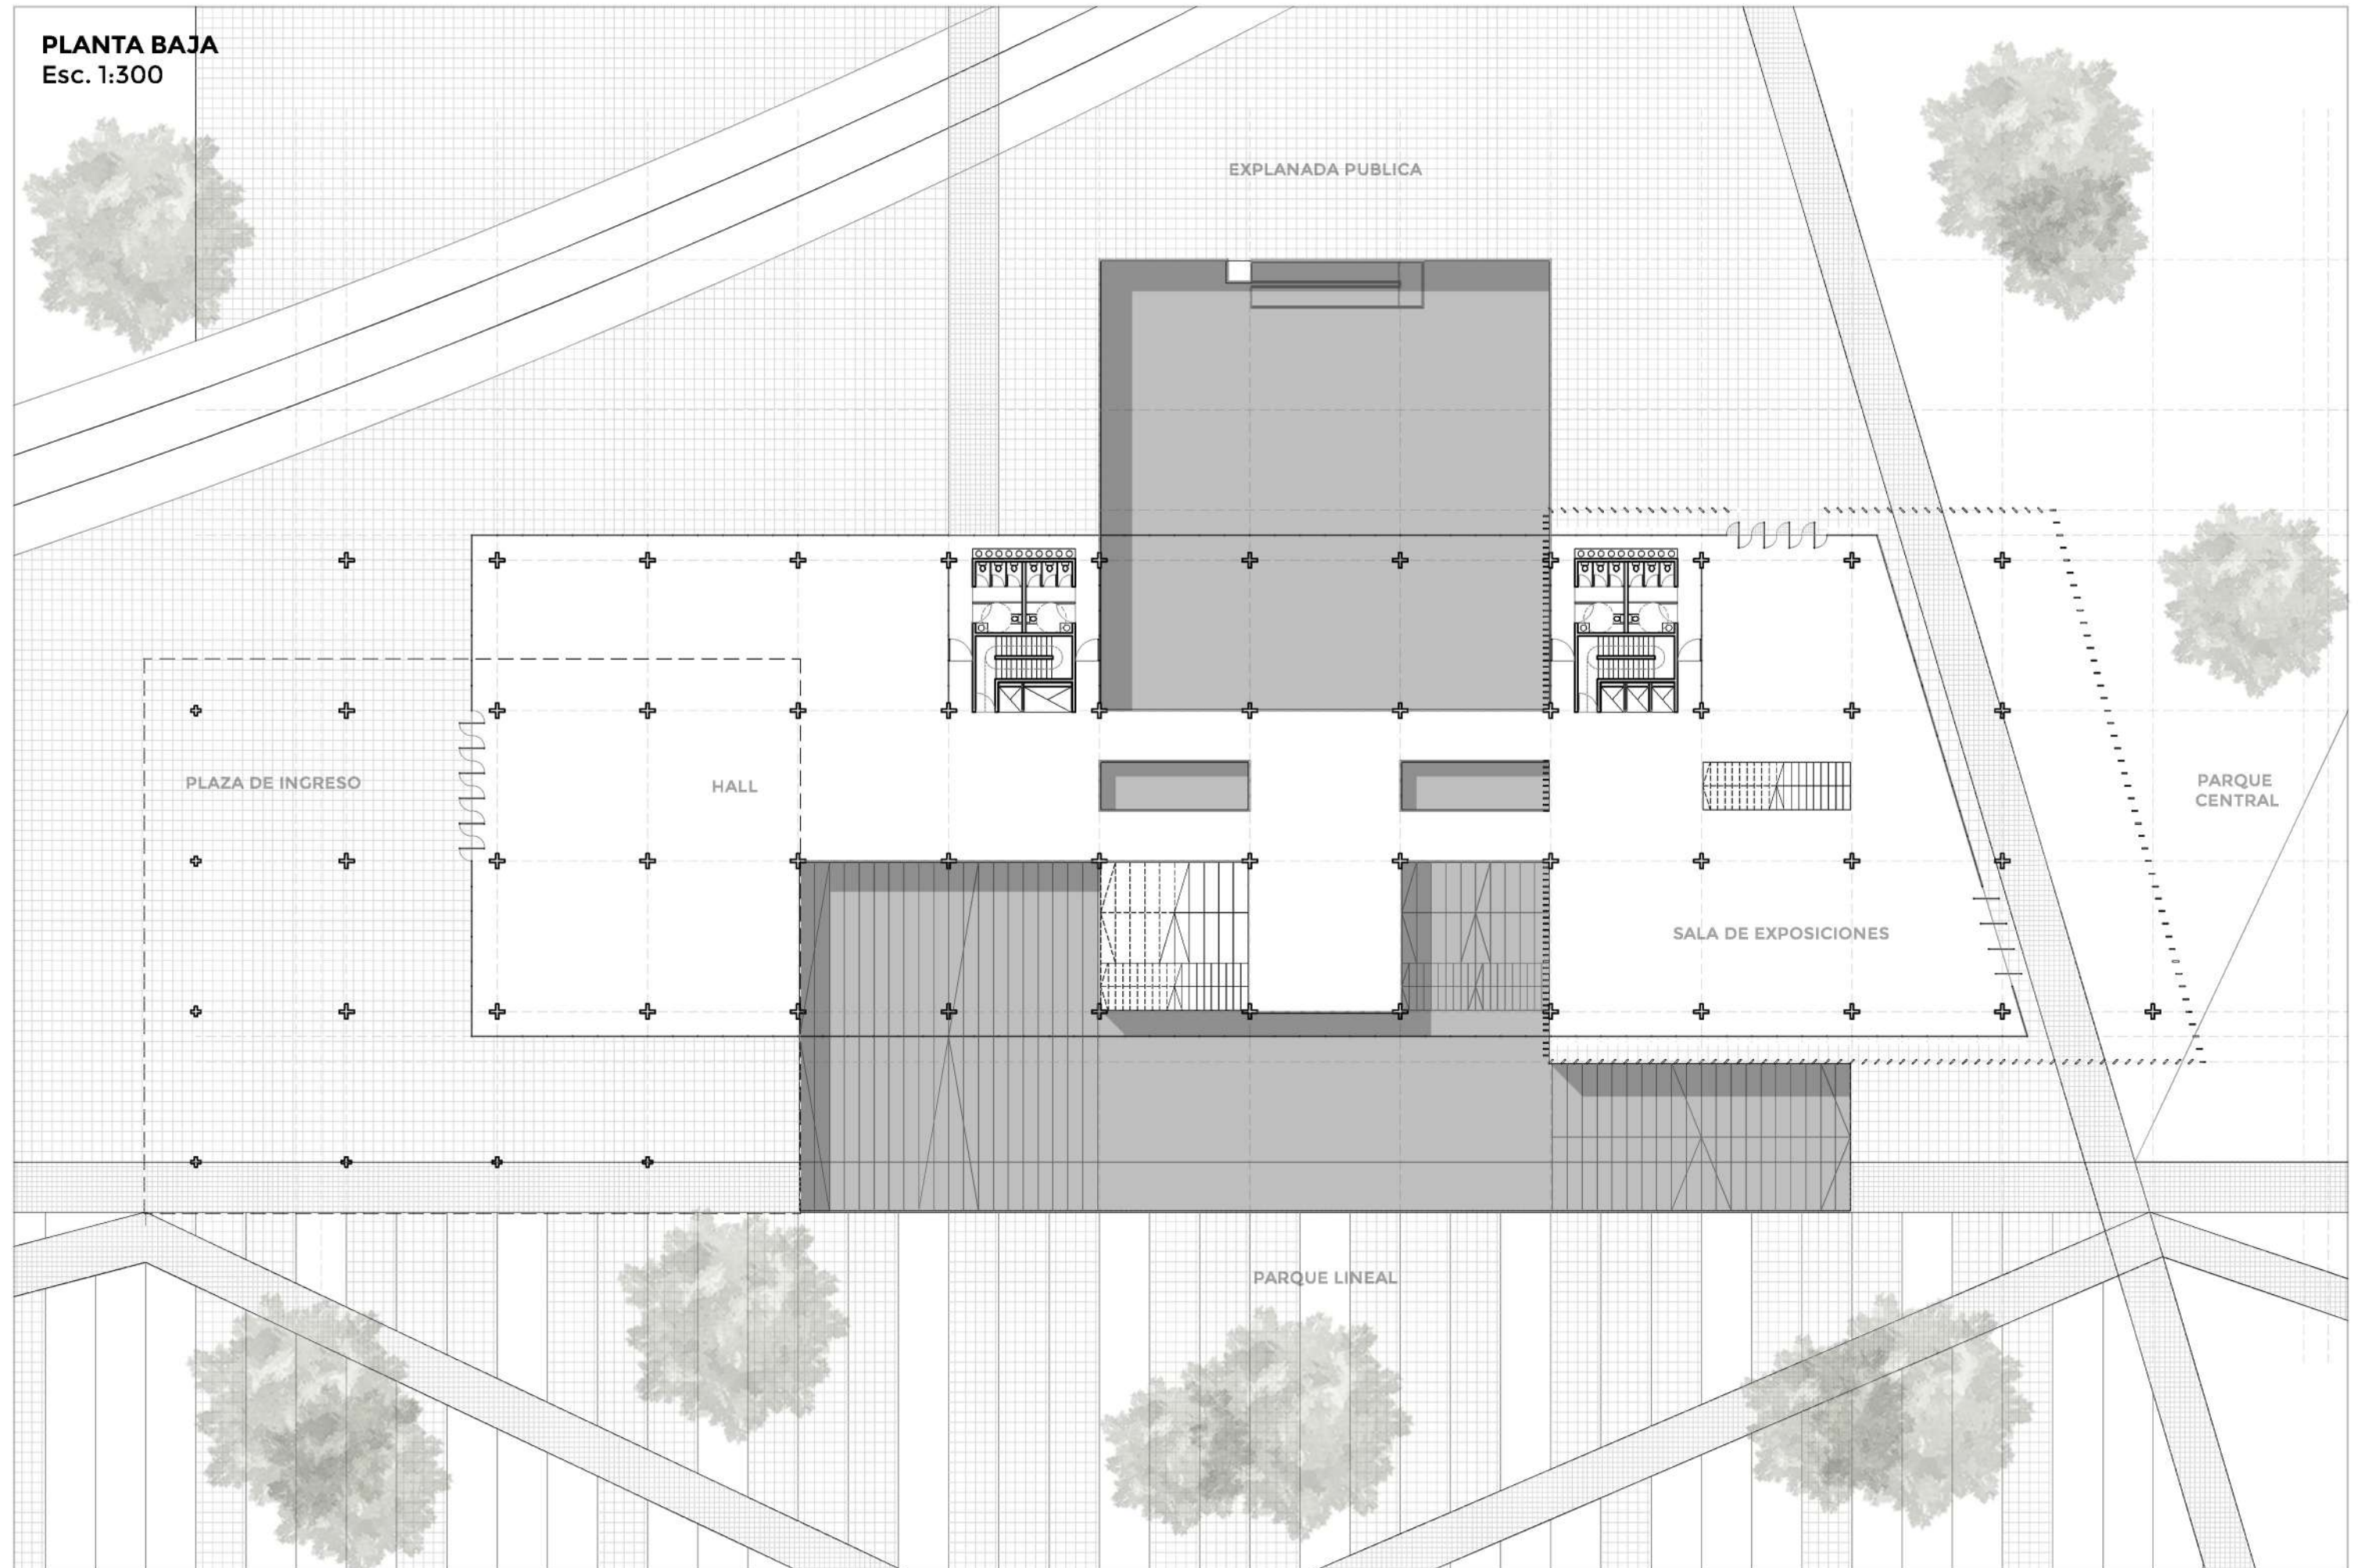 PLANTA BAJA
Esc. 1:300
EXPLANADA PUBLICA
PLAZA DE INGRESO
HALL
PARQUE
CENTRAL
SALA DE EXPOSICIONES
PARQUE LINEAL